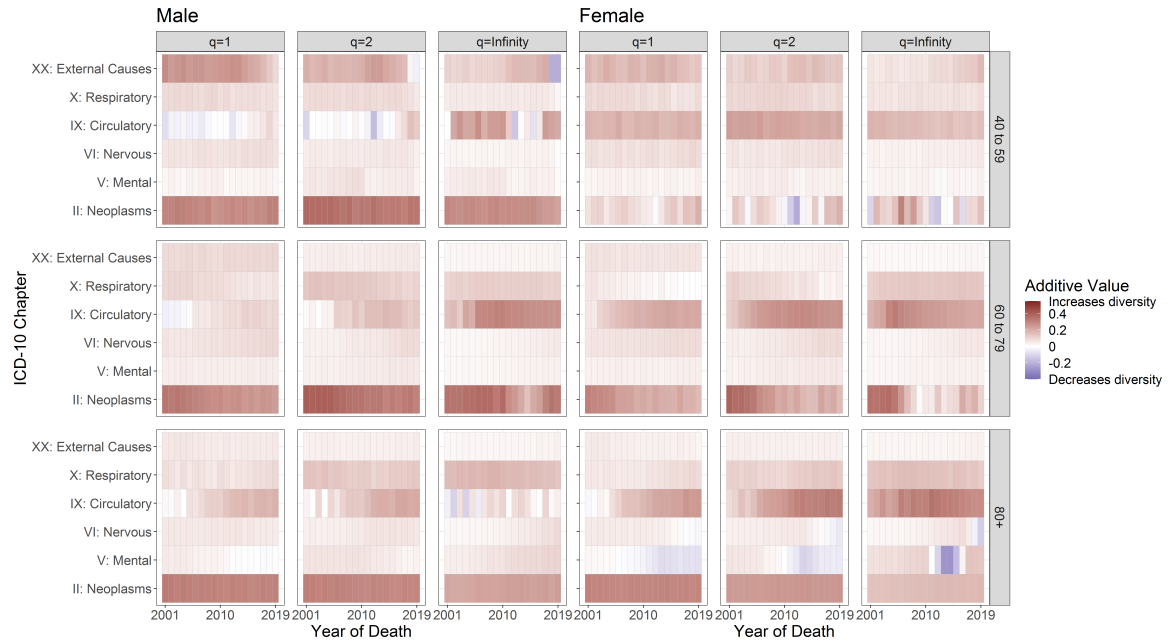 Male
Female
q=1
q=2
q=Infinity
q=1
q=2
q=Infinity
ICD-10 Chapter
XX: External Causes
X: Respiratory
IX: Circulatory
VI: Nervous
V: Mental
II: Neoplasms
40 to 59
XX: External Causes
X: Respiratory
IX: Circulatory
VI: Nervous
V: Mental
II: Neoplasms
60 to 79
XX: External Causes
X: Respiratory
IX: Circulatory
VI: Nervous
V: Mental
II: Neoplasms
80+
2001 2010 2019 2001 2010 2019 2001 2010 2019 2001 2010 2019 2001 2010 2019 2001 2010 2019
Year of Death
Year of Death
Additive Value
Increases diversity
0.4
0.2
0
-0.2
Decreases diversity